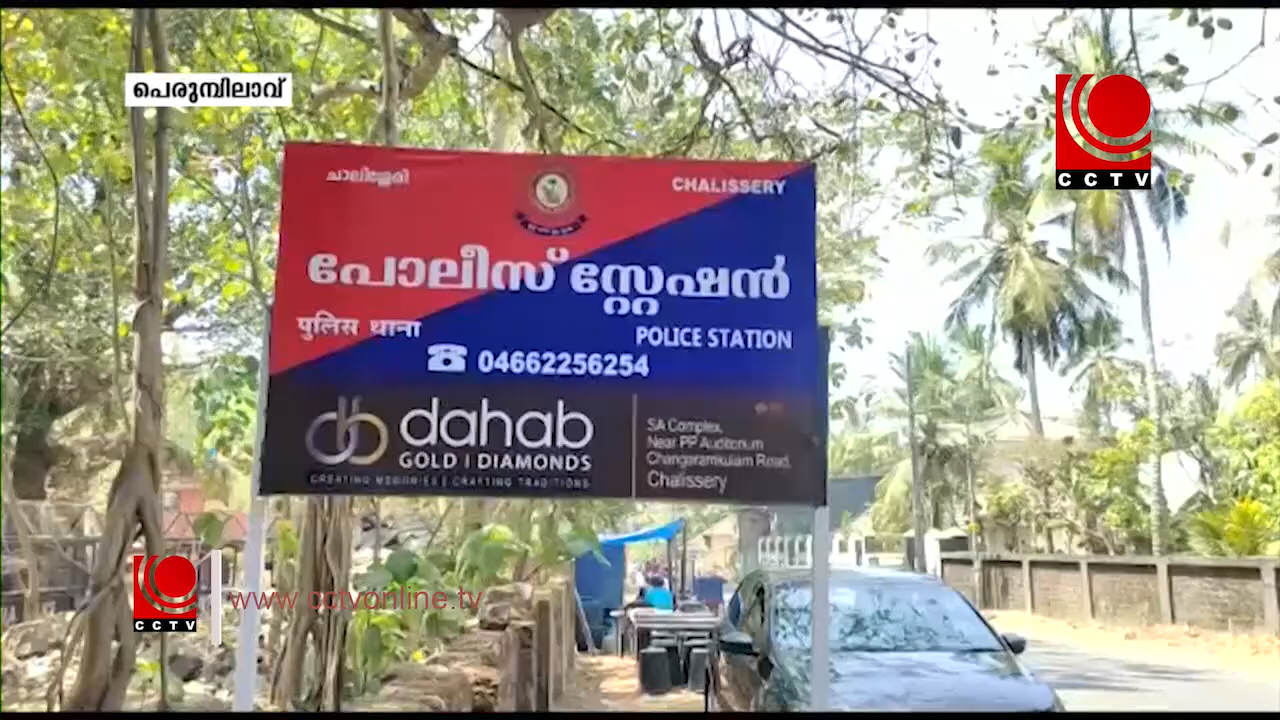 പെരുമ്പിലാവ്
CCTV
ചാലിശ്ശേരി
CHALISSERY
പോലീസ് സ്റ്റേഷൻ
पुलिस थाना
POLICE STATION
☎ 04662256254
dahab
GOLD | DIAMONDS
CREATING MEMORIES | CRAFTING TRADITIONS
SA Complex,
Near PP Auditorium
Changaramkulam Road,
Chalissery
CCTV
www.cctvonline.tv